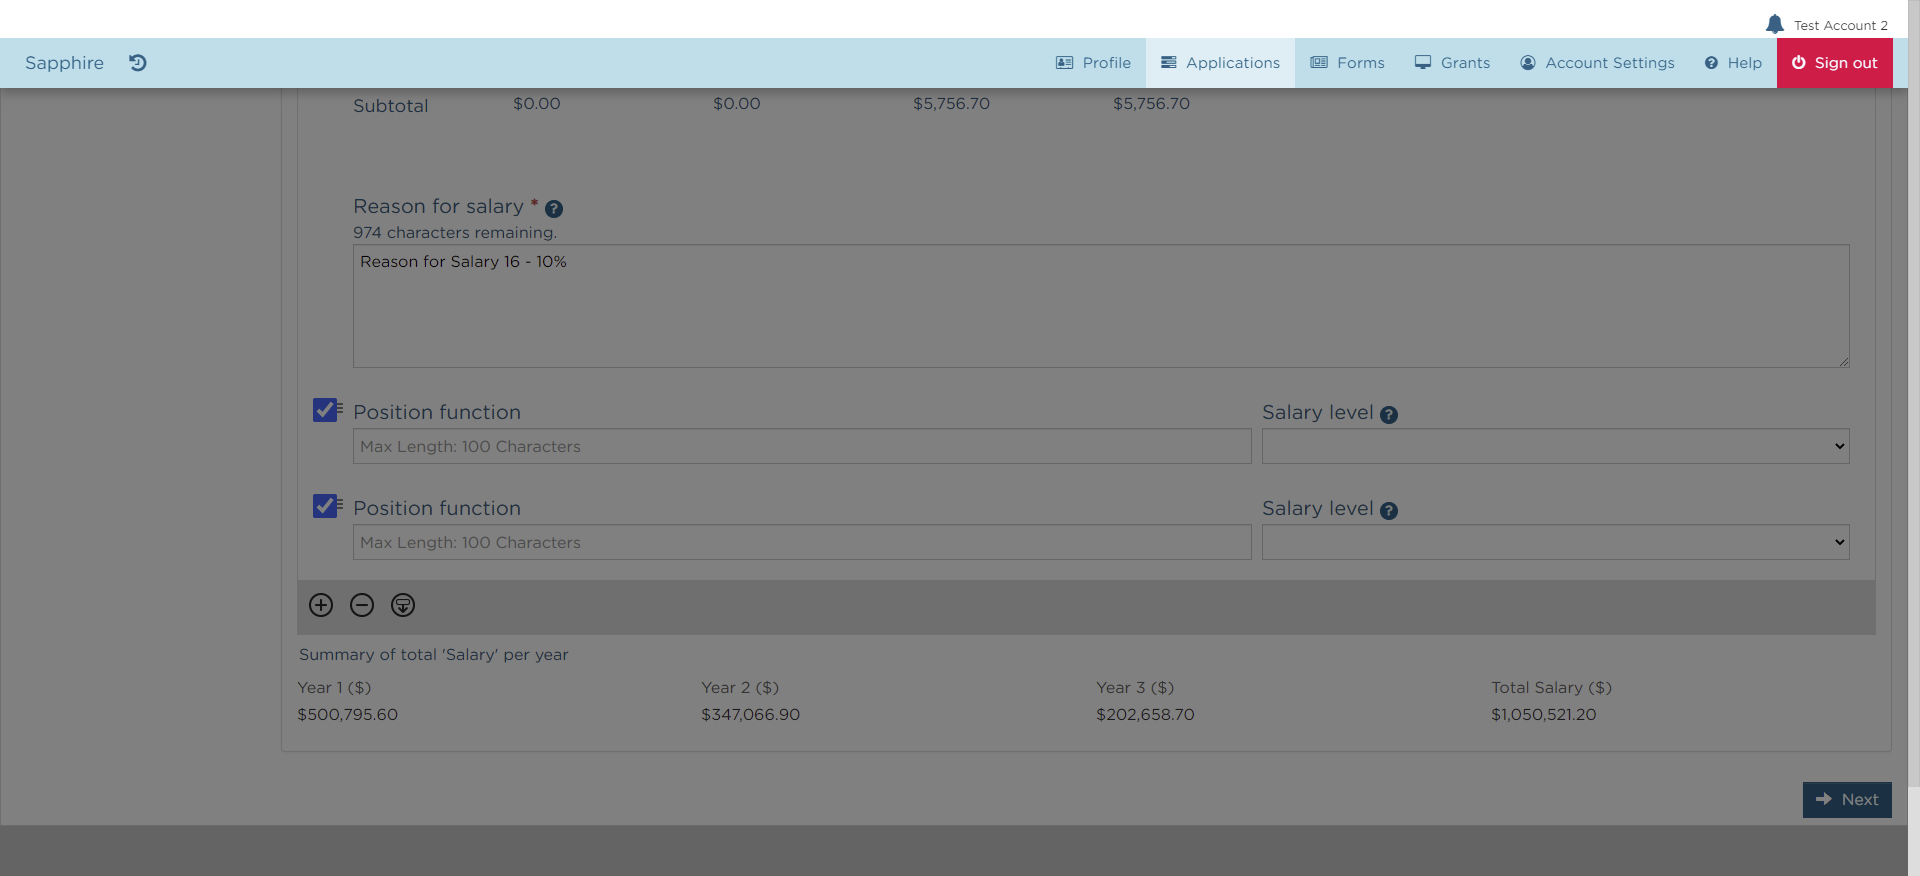 Test Account 2
Sapphire Profile Applications Forms Grants Account Settings Help Sign out
Subtotal $0.00 $0.00 $5,756.70 $5,756.70
Reason for salary *
974 characters remaining.
Reason for Salary 16 - 10%
Position function Salary level
Max Length: 100 Characters
Position function Salary level
Max Length: 100 Characters
Summary of total 'Salary' per year
Year 1 ($) Year 2 ($) Year 3 ($) Total Salary ($)
$500,795.60 $347,066.90 $202,658.70 $1,050,521.20
Next